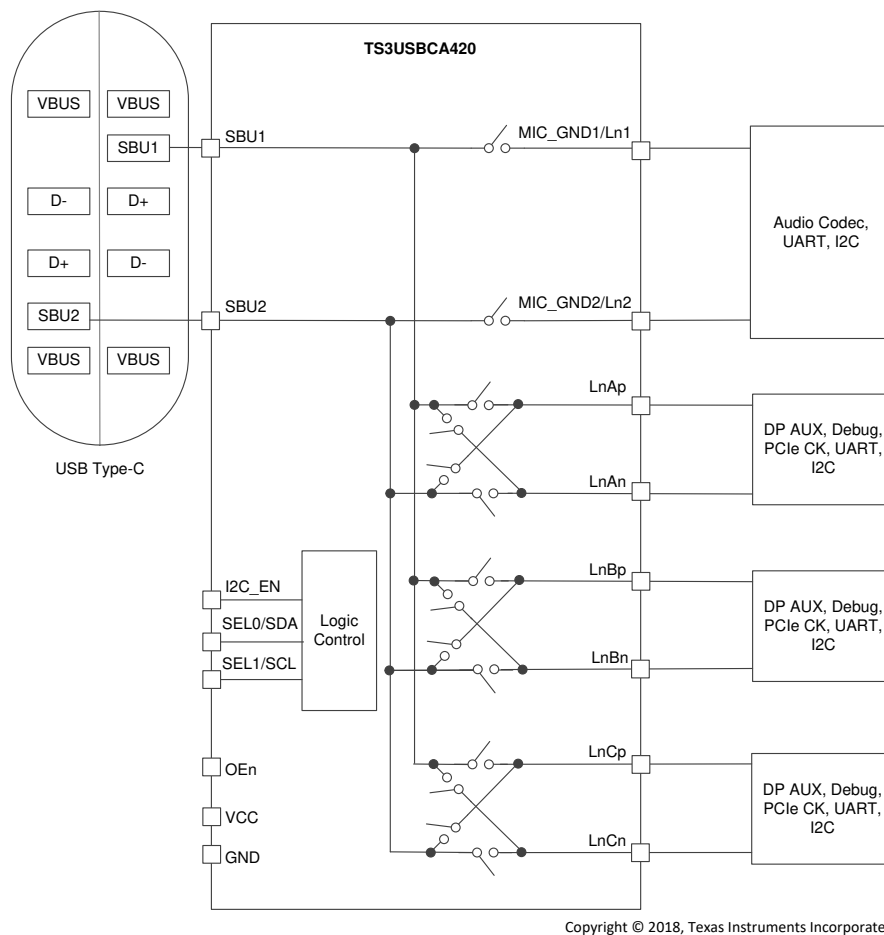 TS3USBCA420
VBUS VBUS
SBU1
D- D+
D+ D-
SBU2
VBUS VBUS
USB Type-C
SBU1
MIC_GND1/Ln1
SBU2
MIC_GND2/Ln2
Audio Codec,
UART, I2C
LnAp
LnAn
DP AUX, Debug,
PCIe CK, UART,
I2C
I2C_EN
SEL0/SDA
SEL1/SCL
Logic
Control
LnBp
LnBn
DP AUX, Debug,
PCIe CK, UART,
I2C
OEn
VCC
GND
LnCp
LnCn
DP AUX, Debug,
PCIe CK, UART,
I2C
Copyright © 2018, Texas Instruments Incorporate